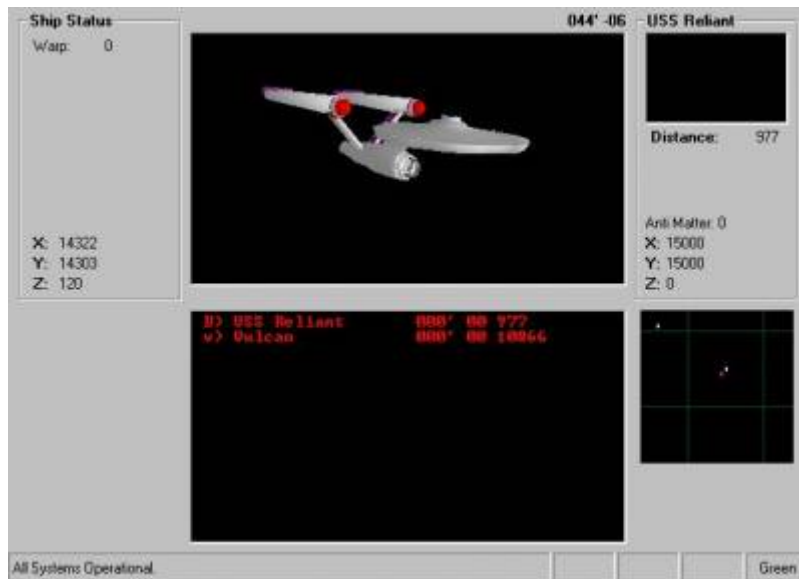 Ship Status
Warp: 0
X: 14322
Y: 14303
Z: 120
044' -06
USS Reliant
Distance: 977
Anti Matter: 0
X: 15000
Y: 15000
Z: 0
USS Reliant 000' 00 977
v) Vulcan 000' 00 10866
All Systems Operational.
Green